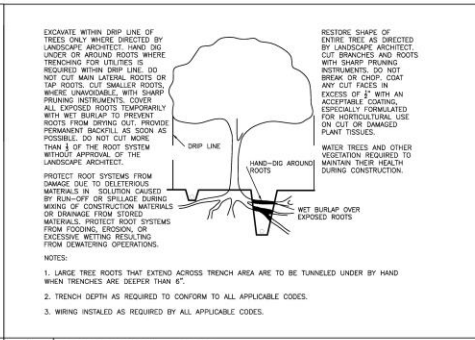 EXCAVATE WITHIN DRIP LINE OF
TREES ONLY WHERE DIRECTED BY
LANDSCAPE ARCHITECT. HAND DIG
UNDER OR AROUND ROOTS WHERE
TRENCHING FOR UTILITIES IS
REQUIRED WITHIN DRIP LINE. DO
NOT CUT MAIN LATERAL ROOTS OR
TAP ROOTS. CUT SMALLER ROOTS,
WHERE UNAVOIDABLE, WITH SHARP
PRUNING INSTRUMENTS. COVER
ALL EXPOSED ROOTS TEMPORARILY
WITH WET BURLAP TO PREVENT
ROOTS FROM DRYING OUT. PROVIDE
PERMANENT BACKFILL AS SOON AS
POSSIBLE. DO NOT CUT MORE
THAN OF THE ROOT SYSTEM
WITHOUT APPROVAL OF THE
LANDSCAPE ARCHITECT.
PROTECT ROOT SYSTEMS FROM
DAMAGE DUE TO DELETERIOUS
MATERIALS IN SOLUTION CAUSED
BY RUN-OFF OR SPILLAGE DURING
MIXING OF CONSTRUCTION MATERIALS
OR DRAINAGE FROM STORED
MATERIALS. PROTECT ROOT SYSTEMS
FROM FOODING, EROSION, OR
EXCESSIVE WETTING RESULTING
FROM DEWATERING OPEERATIONS.
DRIP LINE
HAND-DIG AROUND
ROOTS
WET BURLAP OVER
EXPOSED ROOTS
RESTORE SHAPE OF
ENTIRE TREE AS DIRECTED
BY LANDSCAPE ARCHITECT.
CUT BRANCHES AND ROOTS
WITH SHARP PRUNING
INSTRUMENTS. DO NOT
BREAK OR CHOP. COAT
ANY CUT FACES IN
EXCESS OF WITH AN
ACCEPTABLE COATING,
ESPECIALLY FORMULATED
FOR HORTICULTURAL USE
ON CUT OR DAMAGED
PLANT TISSUES.
WATER TREES AND OTHER
VEGETATION REQUIRED TO
MAINTAIN THEIR HEALTH
DURING CONSTRUCTION.
NOTES:
1. LARGE TREE ROOTS THAT EXTEND ACROSS TRENCH AREA ARE TO BE TUNNELED UNDER BY HAND
WHEN TRENCHES ARE DEEPER THAN 6".
2. TRENCH DEPTH AS REQUIRED TO CONFORM TO ALL APPLICABLE CODES.
3. WIRING INSTALED AS REQUIRED BY ALL APPLICABLE CODES.